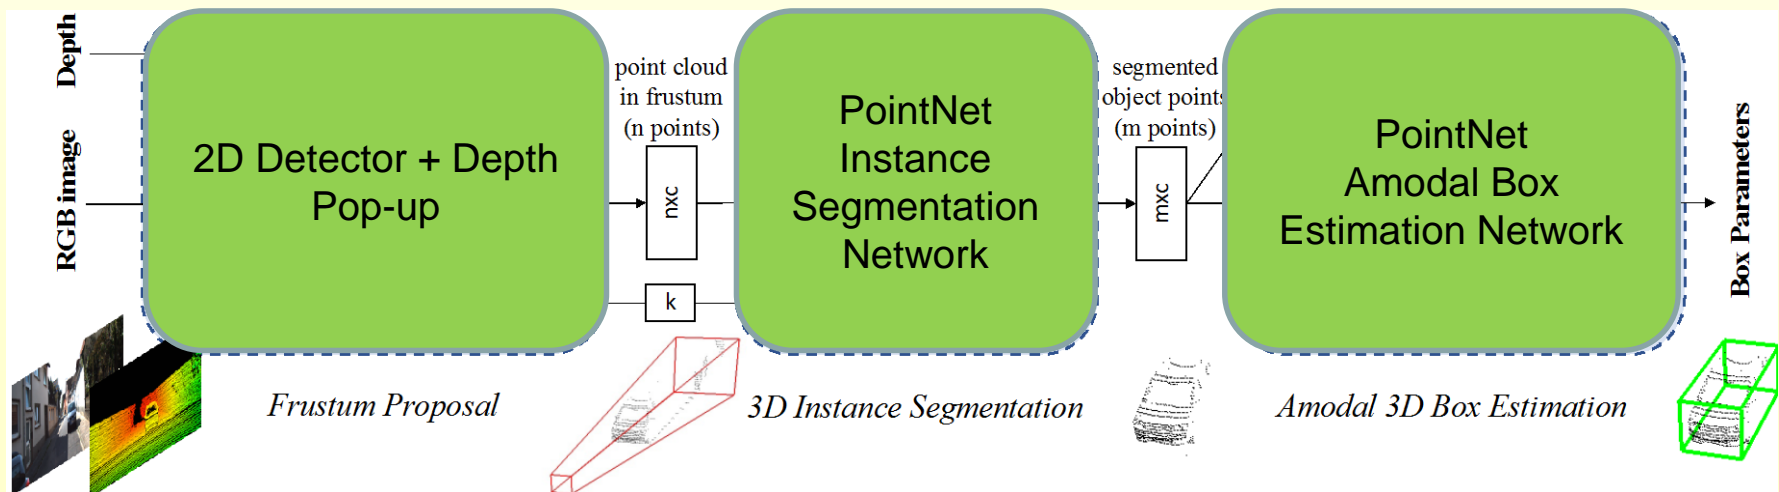 Depth
RGB image
2D Detector + Depth
Pop-up
point cloud
in frustum
(n points)
nxc
k
PointNet
Instance
Segmentation
Network
segmented
object points
(m points)
mxc
PointNet
Amodal Box
Estimation Network
Box Parameters
Frustum Proposal
3D Instance Segmentation
Amodal 3D Box Estimation